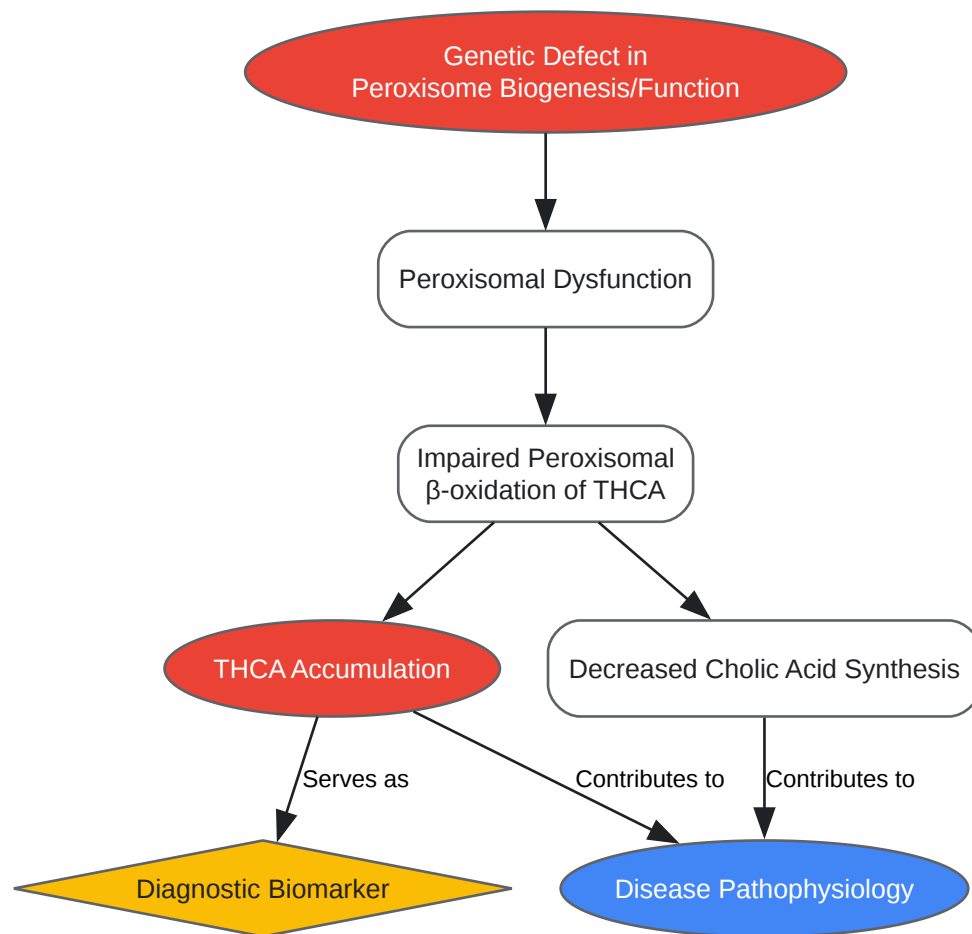 Genetic Defect in
Peroxisome Biogenesis/Function
Peroxisomal Dysfunction
Impaired Peroxisomal
β-oxidation of THCA
THCA Accumulation
Decreased Cholic Acid Synthesis
Serves as
Contributes to
Contributes to
Diagnostic Biomarker
Disease Pathophysiology